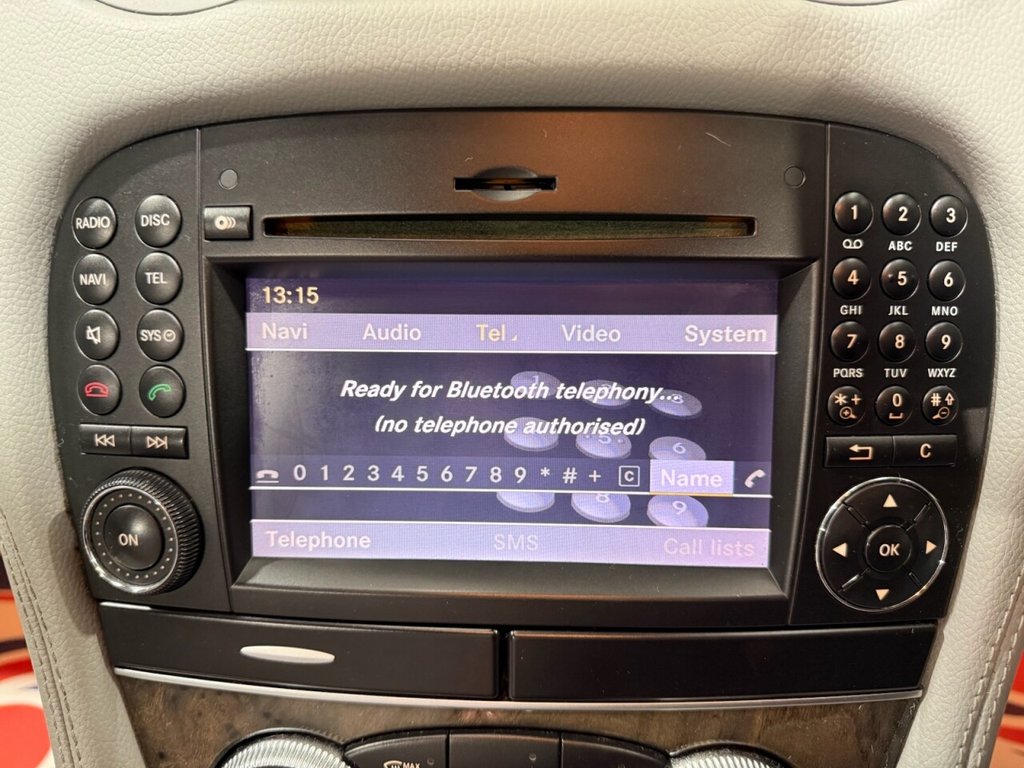 RADIO DISC
NAVI TEL
SYS
ON
13:15
Navi Audio Tel Video System
Ready for Bluetooth telephony...
(no telephone authorised)
0 1 2 3 4 5 6 7 8 9 * # + C Name
Telephone SMS Call lists
1 2 3
ABC DEF
4 5 6
GHI JKL MNO
7 8 9
PQRS TUV WXYZ
* + 0 #
C
OK
MAX